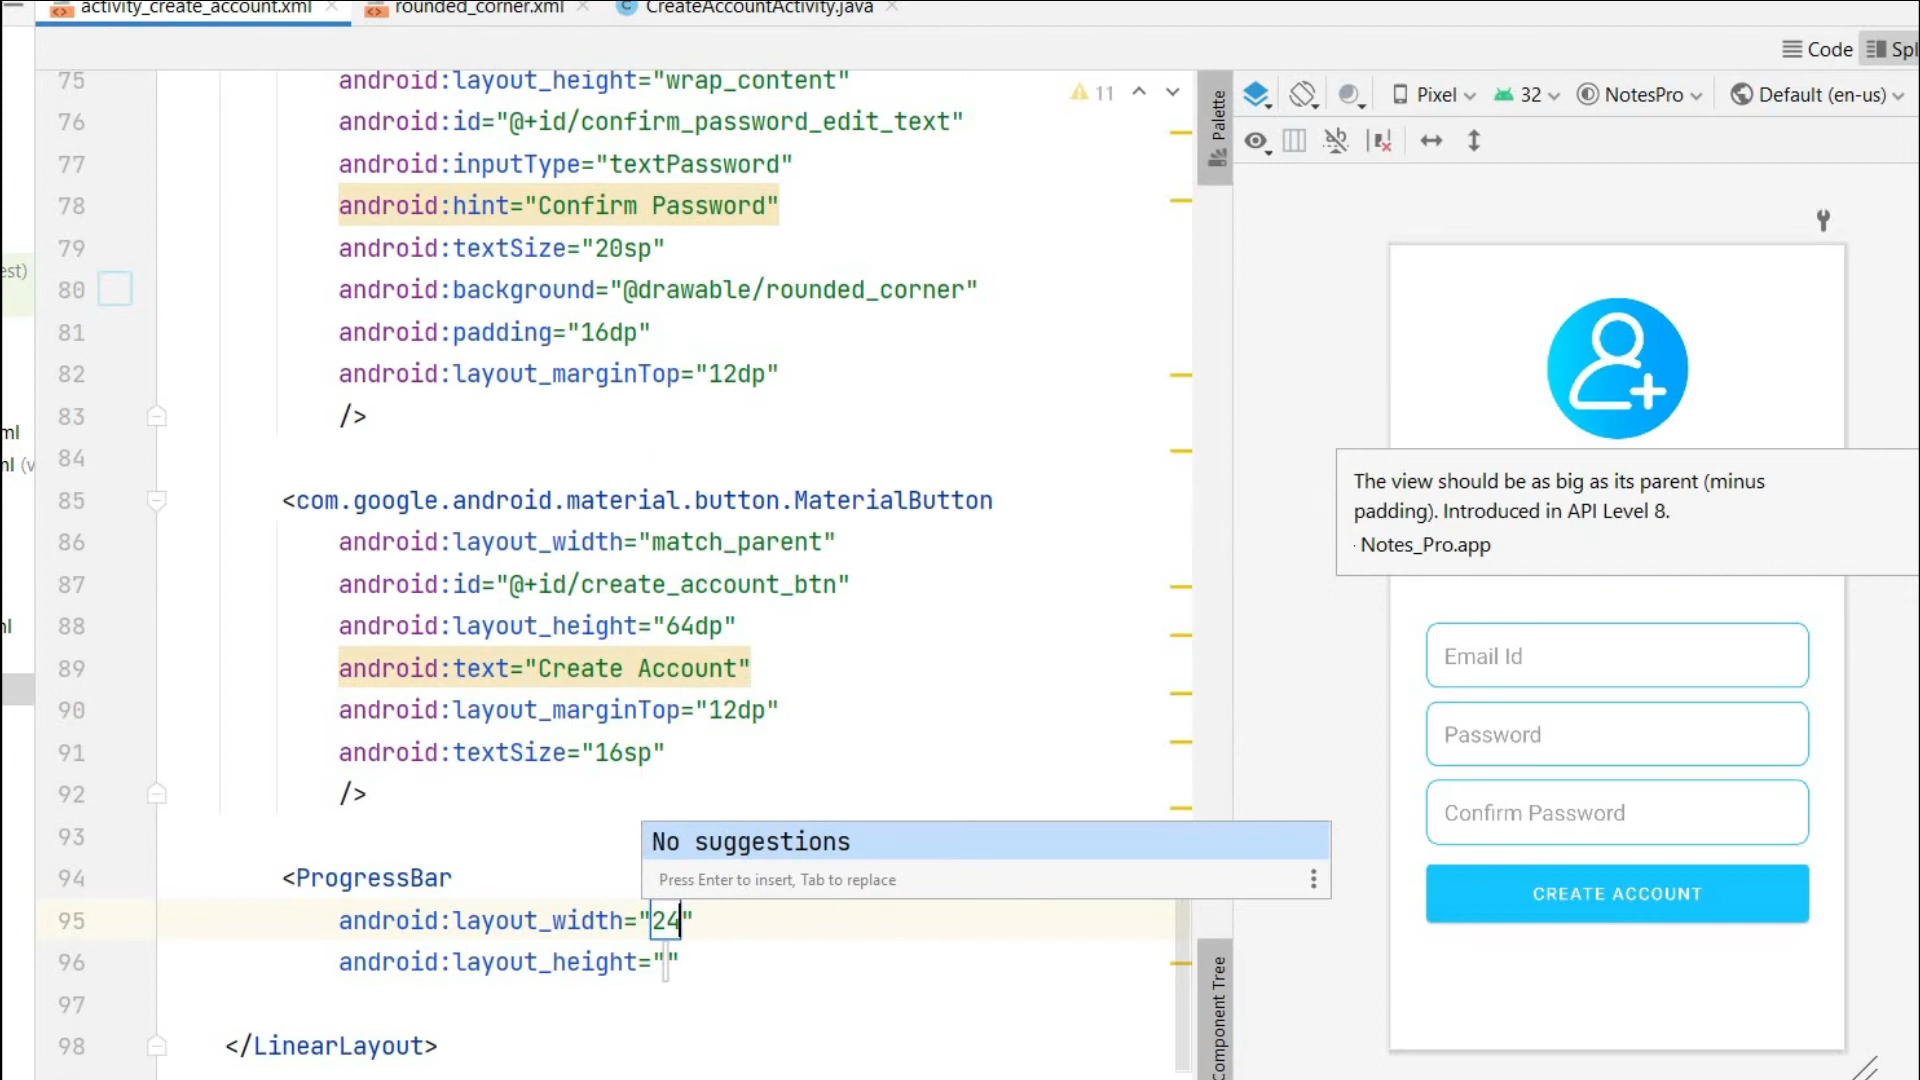 activity_create_account.xml
rounded_corner.xml
CreateAccountActivity.java
Code
Spl
75 android:layout_height="wrap_content"
11
76 android:id="@+id/confirm_password_edit_text"
77 android:inputType="textPassword"
78 android:hint="Confirm Password"
79 android:textSize="20sp"
80 android:background="@drawable/rounded_corner"
81 android:padding="16dp"
82 android:layout_marginTop="12dp"
83 />
84
85 <com.google.android.material.button.MaterialButton
86 android:layout_width="match_parent"
87 android:id="@+id/create_account_btn"
88 android:layout_height="64dp"
89 android:text="Create Account"
90 android:layout_marginTop="12dp"
91 android:textSize="16sp"
92 />
93
94 <ProgressBar
95 android:layout_width="24"
96 android:layout_height=""
97
98 </LinearLayout>
No suggestions
Press Enter to insert, Tab to replace
est)
ml
ml (v
ml
Palette
Component Tree
Pixel
32
NotesPro
Default (en-us)
The view should be as big as its parent (minus
padding). Introduced in API Level 8.
· Notes_Pro.app
Email Id
Password
Confirm Password
CREATE ACCOUNT